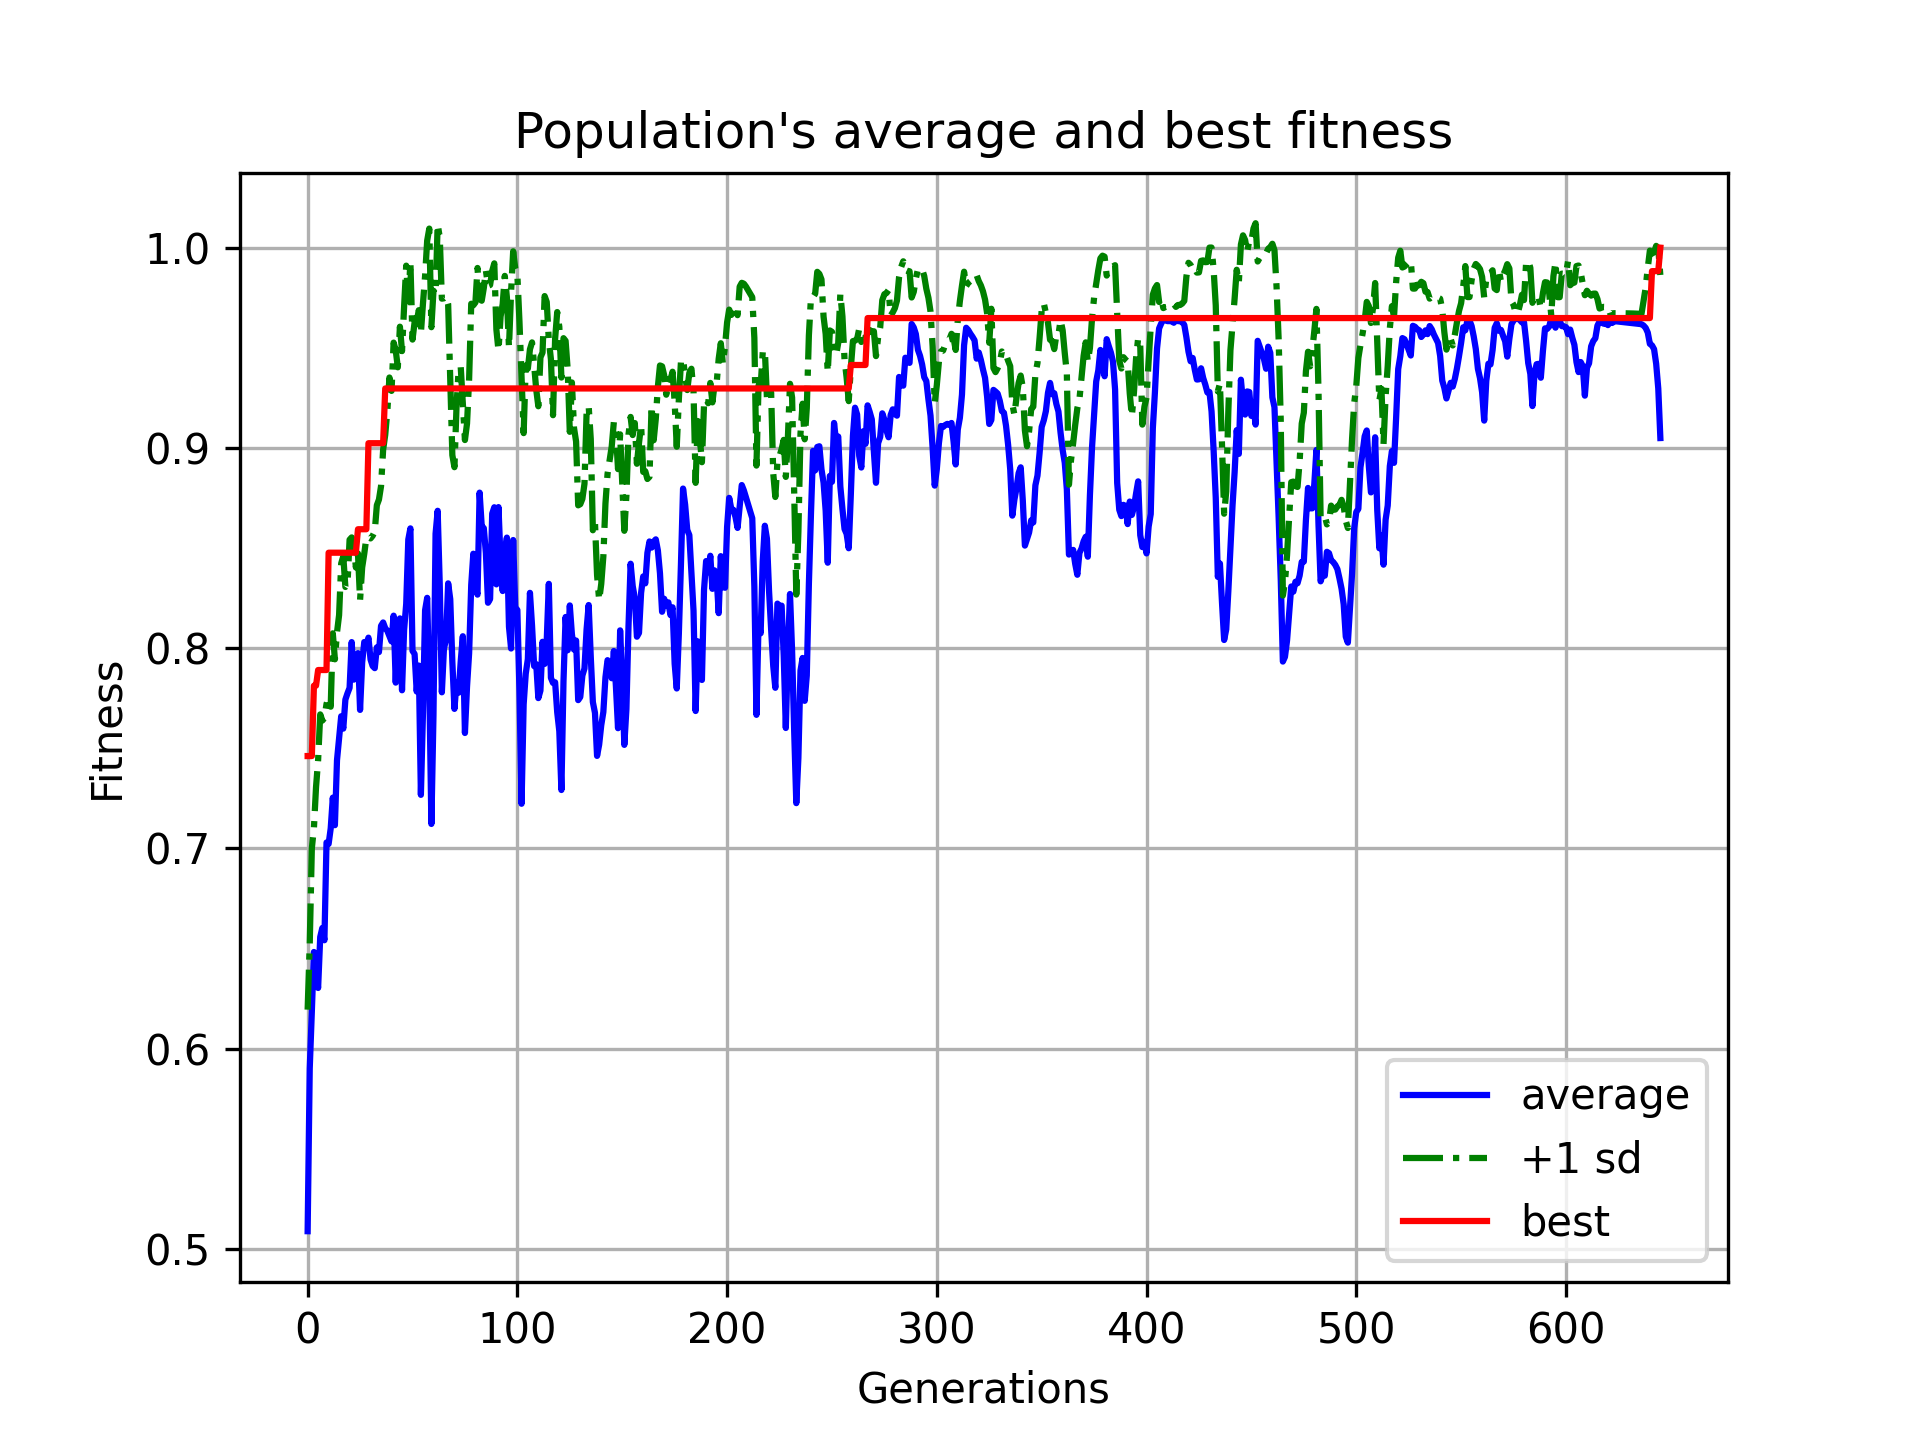 Population's average and best fitness
Fitness
1.0
0.9
0.8
0.7
0.6
0.5
0 100 200 300 400 500 600
Generations
average
+1 sd
best